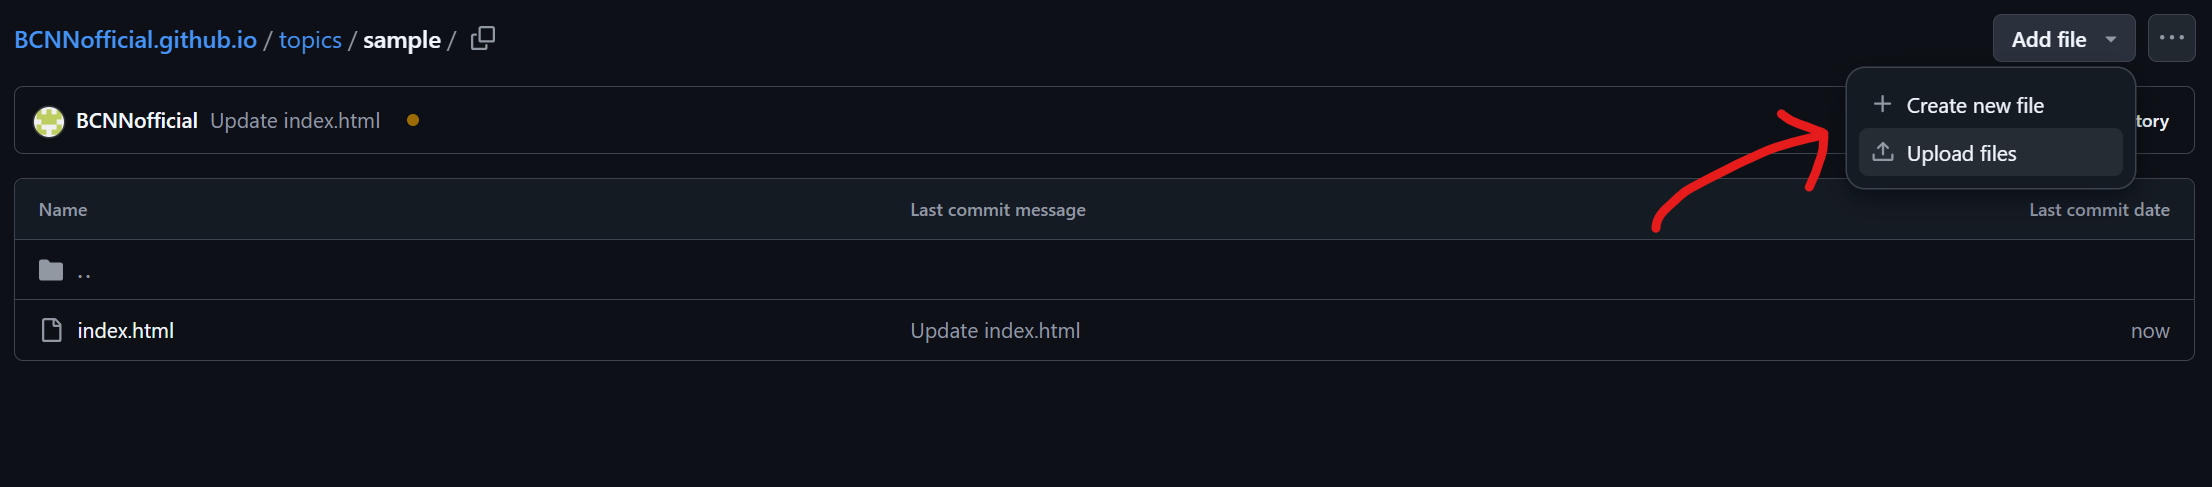 BCNNofficial.github.io / topics / sample /
Add file
Create new file
BCNNofficial Update index.html
tory
Upload files
Name Last commit message Last commit date
..
index.html Update index.html now